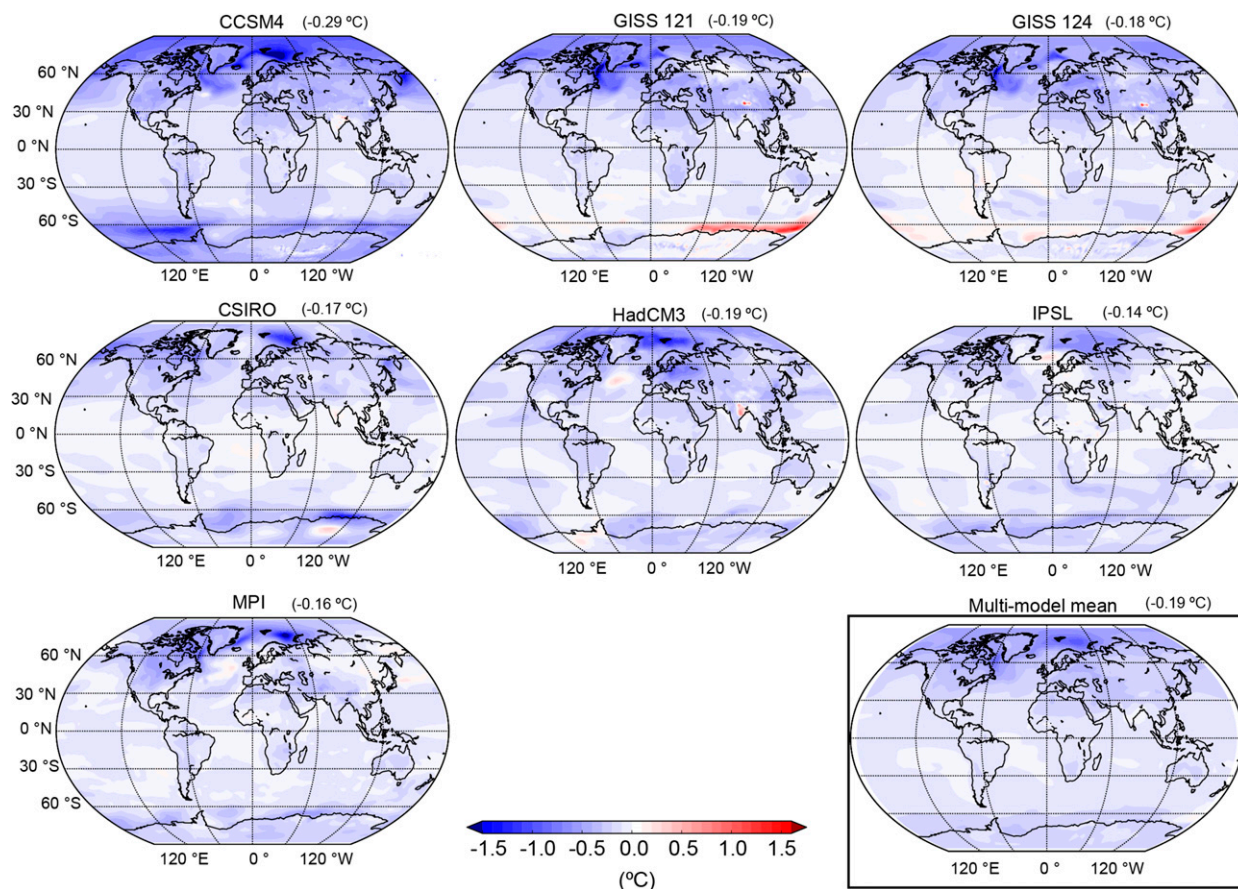 CCSM4 (-0.29 ºC)
GISS 121 (-0.19 ºC)
GISS 124 (-0.18 ºC)
60 °N
30 °N
0 °N
30 °S
60 °S
120 °E 0 ° 120 °W
120 °E 0 ° 120 °W
120 °E 0 ° 120 °W
CSIRO (-0.17 ºC)
HadCM3 (-0.19 ºC)
IPSL (-0.14 ºC)
60 °N
30 °N
0 °N
30 °S
60 °S
120 °E 0 ° 120 °W
120 °E 0 ° 120 °W
120 °E 0 ° 120 °W
MPI (-0.16 ºC)
Multi-model mean (-0.19 ºC)
60 °N
30 °N
0 °N
30 °S
60 °S
120 °E 0 ° 120 °W
-1.5 -1.0 -0.5 0.0 0.5 1.0 1.5
(ºC)
120 °E 0 ° 120 °W